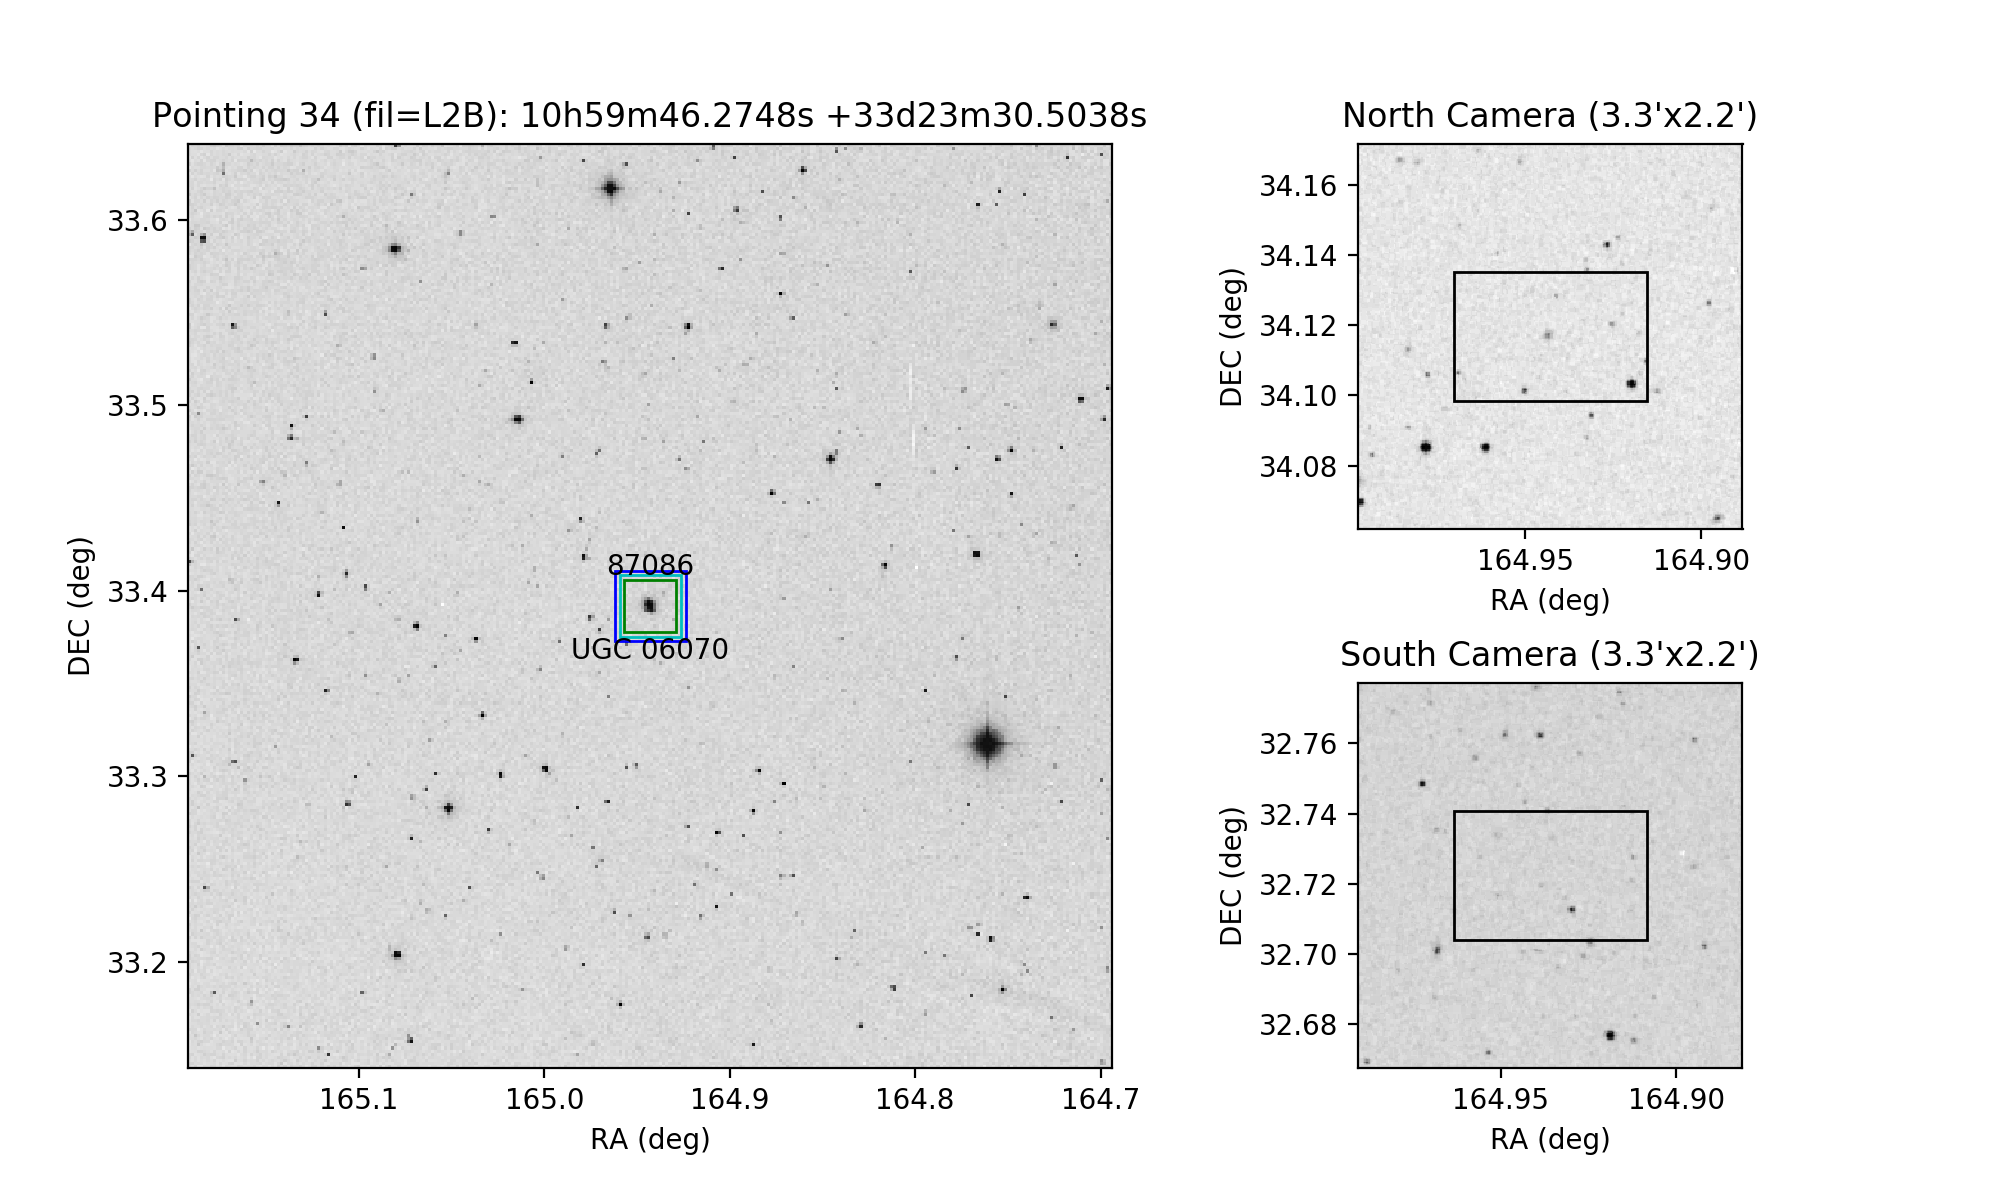 Pointing 34 (fil=L2B): 10h59m46.2748s +33d23m30.5038s
33.6
33.5
33.4
33.3
33.2
DEC (deg)
87086
UGC 06070
165.1
165.0
164.9
164.8
164.7
RA (deg)
North Camera (3.3'x2.2')
34.16
34.14
34.12
34.10
34.08
DEC (deg)
164.95
164.90
RA (deg)
South Camera (3.3'x2.2')
32.76
32.74
32.72
32.70
32.68
DEC (deg)
164.95
164.90
RA (deg)